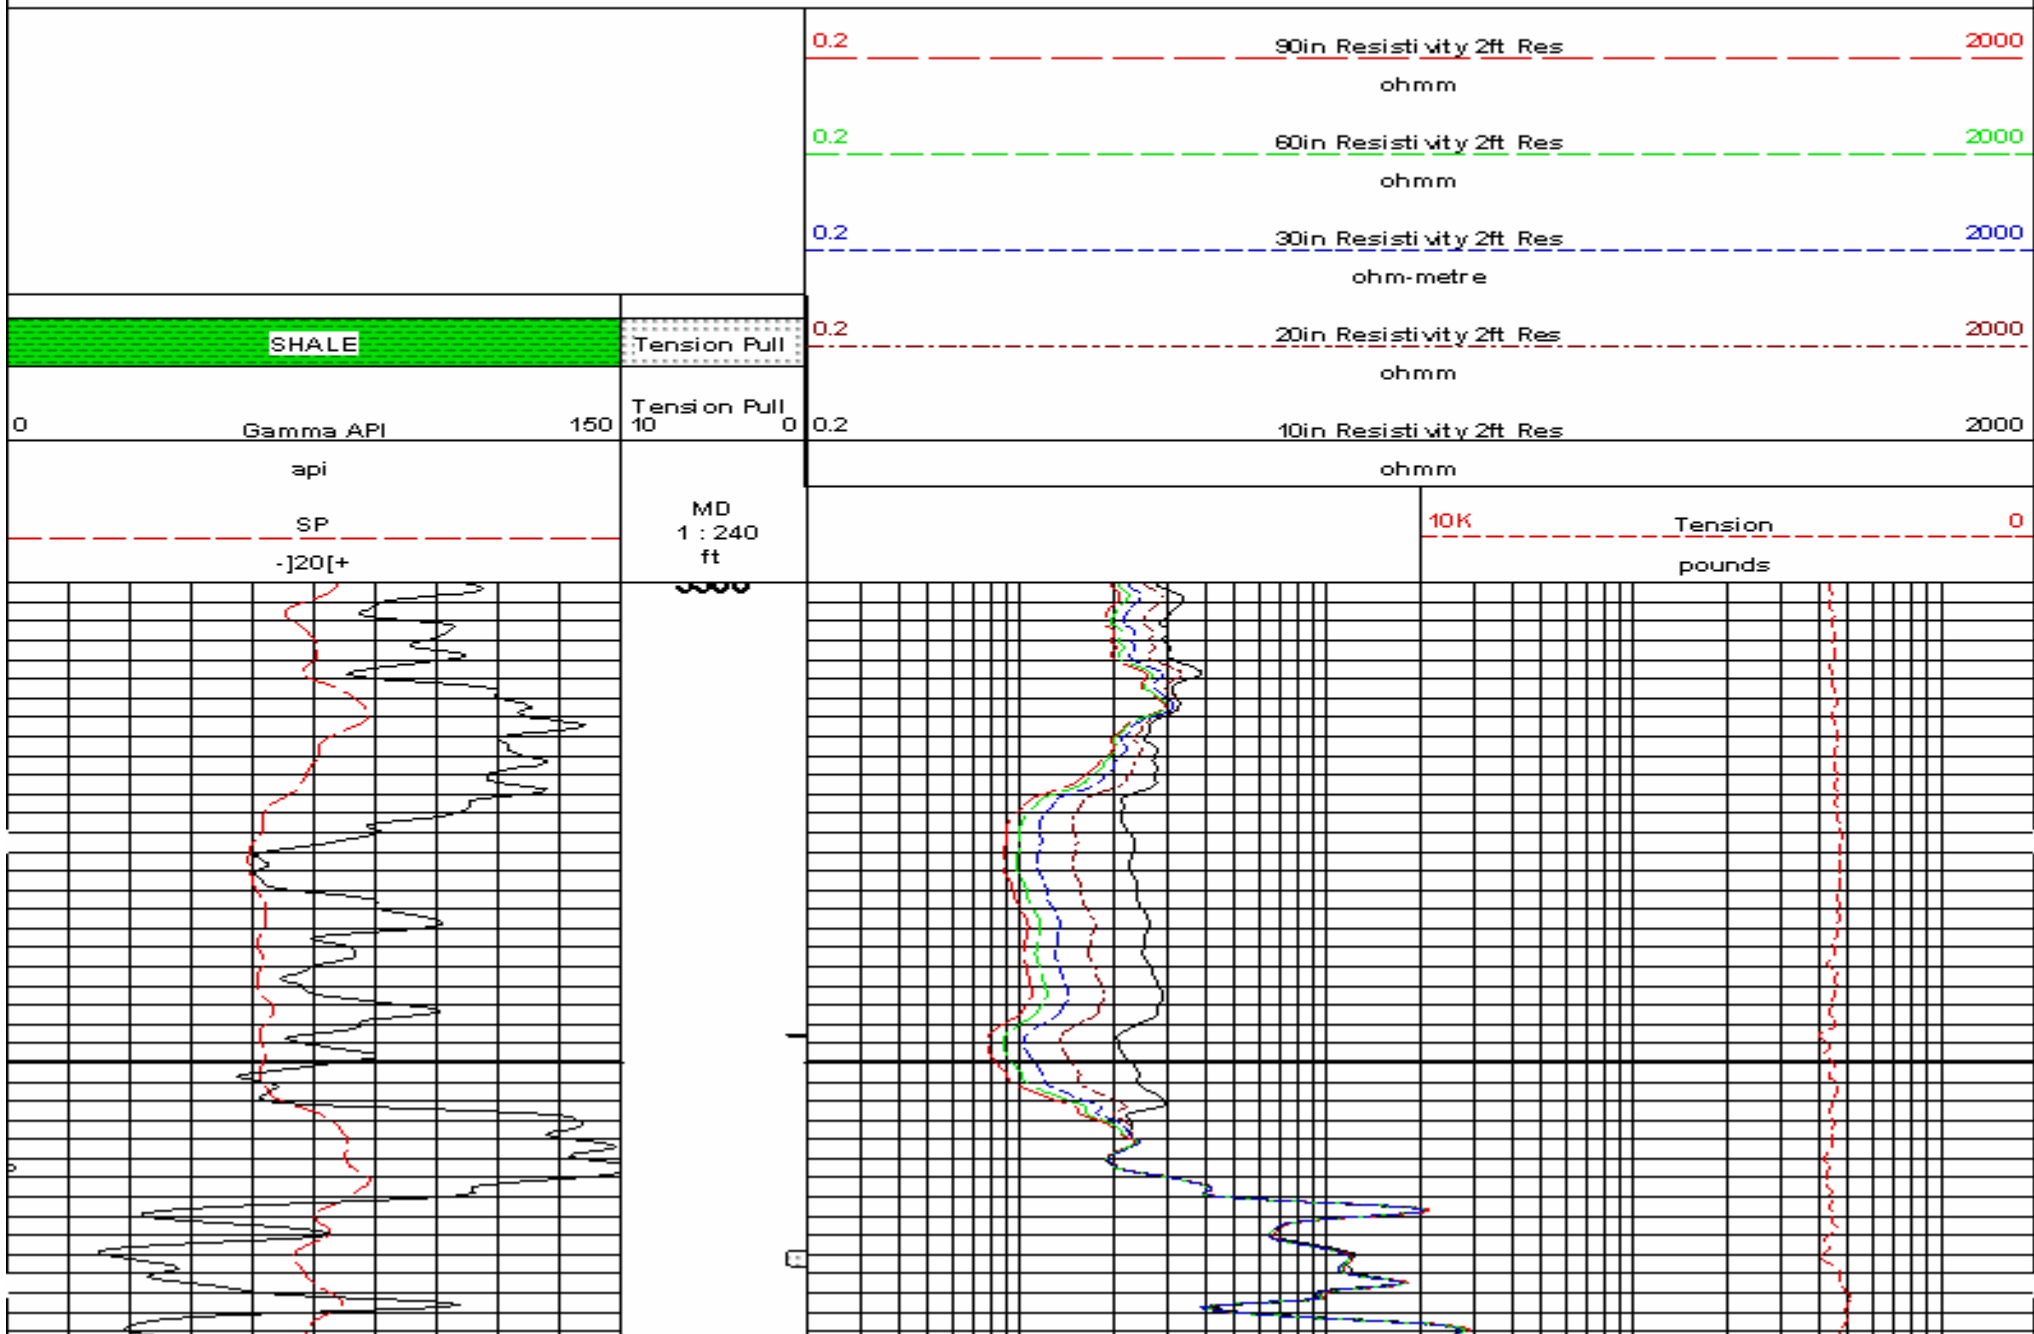 0.2 90in Resistivity 2ft Res 2000
ohmm
0.2 60in Resistivity 2ft Res 2000
ohmm
0.2 30in Resistivity 2ft Res 2000
ohm-metre
SHALE
Tension Pull
0.2 20in Resistivity 2ft Res 2000
ohmm
0 Gamma API 150
api
Tension Pull
10 0
0.2 10in Resistivity 2ft Res 2000
ohmm
SP
-]20[+
MD
1 : 240
ft
10K Tension 0
pounds